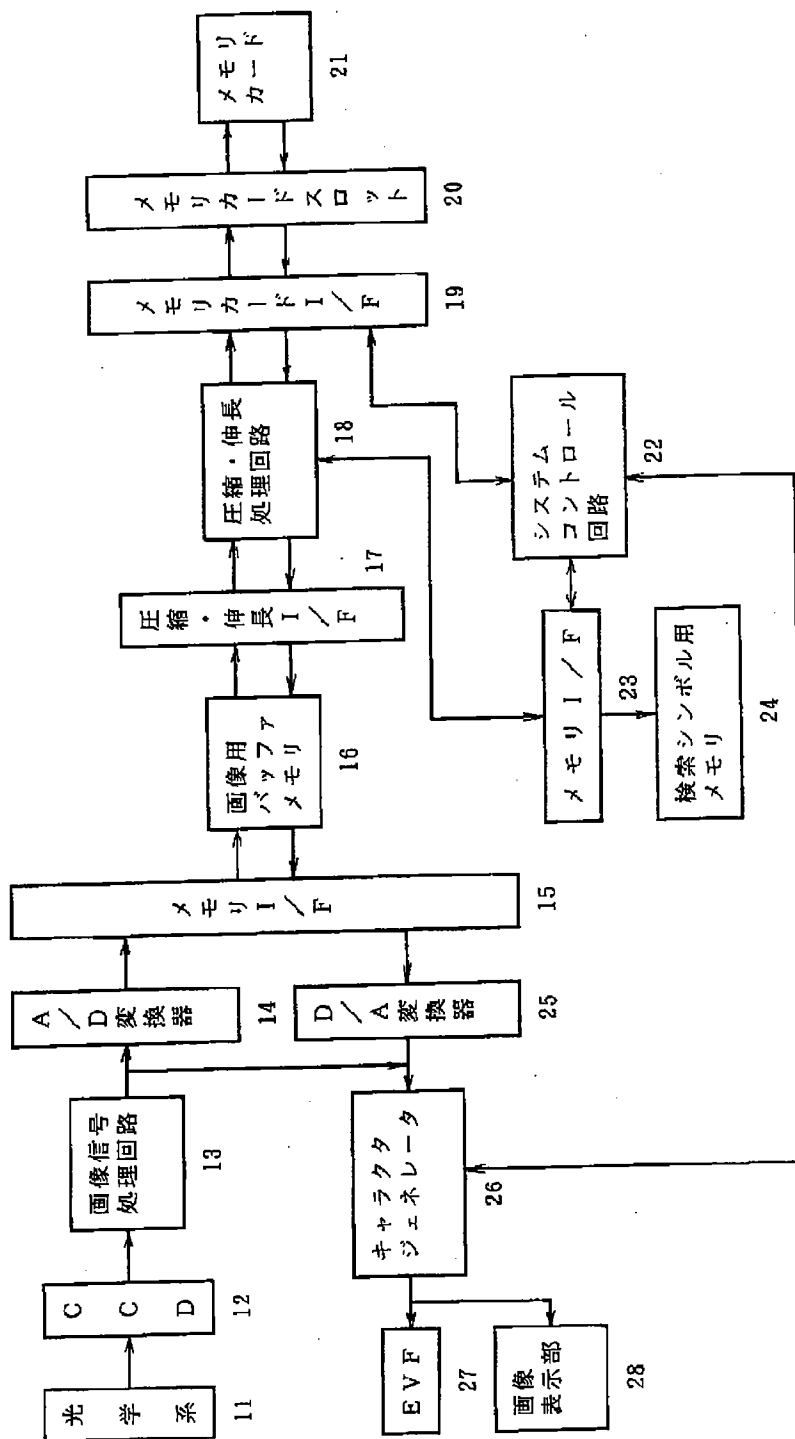 光学系
11
CCD
12
画像信号
処理回路
13
A/D変換器
14
メモリI/F
15
画像用
バッファ
メモリ
16
圧縮・伸長I/F
17
圧縮・伸長
処理回路
18
メモリカードI/F
19
メモリカードスロット
20
メモリ
カード
21
システム
コントロール
回路
22
メモリI/F
23
検索シンボル用
メモリ
24
D/A変換器
25
キャラクタ
ジェネレータ
26
EVF
27
画像
表示部
28